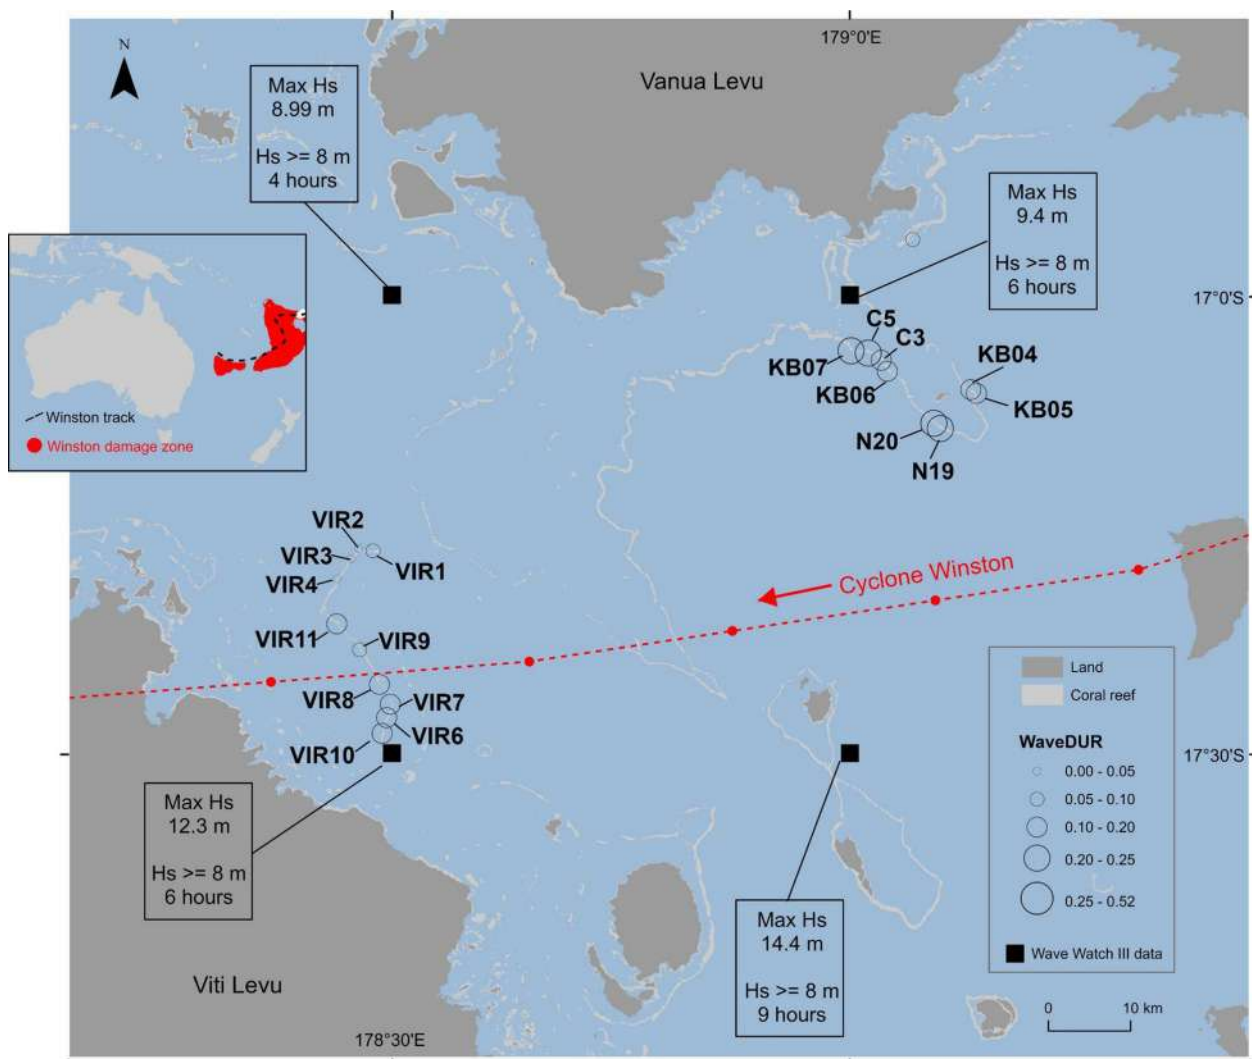 N
179°0'E
Vanua Levu
Max Hs
8.99 m
Hs >= 8 m
4 hours
Max Hs
9.4 m
Hs >= 8 m
6 hours
17°0'S
Winston track
Winston damage zone
C5
C3
KB07
KB06
KB04
KB05
N20
N19
VIR2
VIR3
VIR1
VIR4
VIR11
VIR9
VIR8
VIR7
VIR6
VIR10
Cyclone Winston
Land
Coral reef
WaveDUR
0.00 - 0.05
0.05 - 0.10
0.10 - 0.20
0.20 - 0.25
0.25 - 0.52
Wave Watch III data
17°30'S
Max Hs
12.3 m
Hs >= 8 m
6 hours
Max Hs
14.4 m
Hs >= 8 m
9 hours
Viti Levu
0 10 km
178°30'E